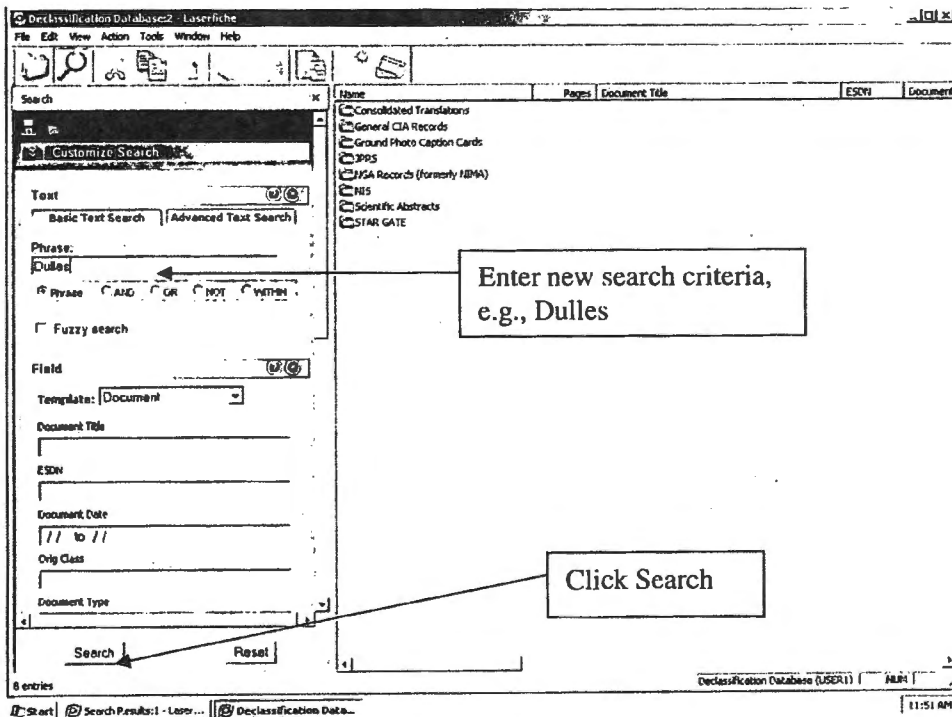 Declassification Database:2 - Laserfiche
File Edit View Action Tools Window Help
Search
Customize Search
Text
Basic Text Search Advanced Text Search
Phrase:
Dulles
Phrase AND OR NOT WITHIN
Fuzzy search
Field
Template: Document
Document Title
ESDN
Document Date
/ / to / /
Orig Class
Document Type
Search Reset
8 entries
Name Pages Document Title ESDN Document
Consolidated Translations
General CIA Records
Ground Photo Caption Cards
JPRS
NGA Records (formerly NIMA)
NIS
Scientific Abstracts
STAR GATE
Enter new search criteria,
e.g., Dulles
Click Search
Declassification Database (USER1) NUM
Start Search Results:1 - Laser... Declassification Data...
11:51 AM